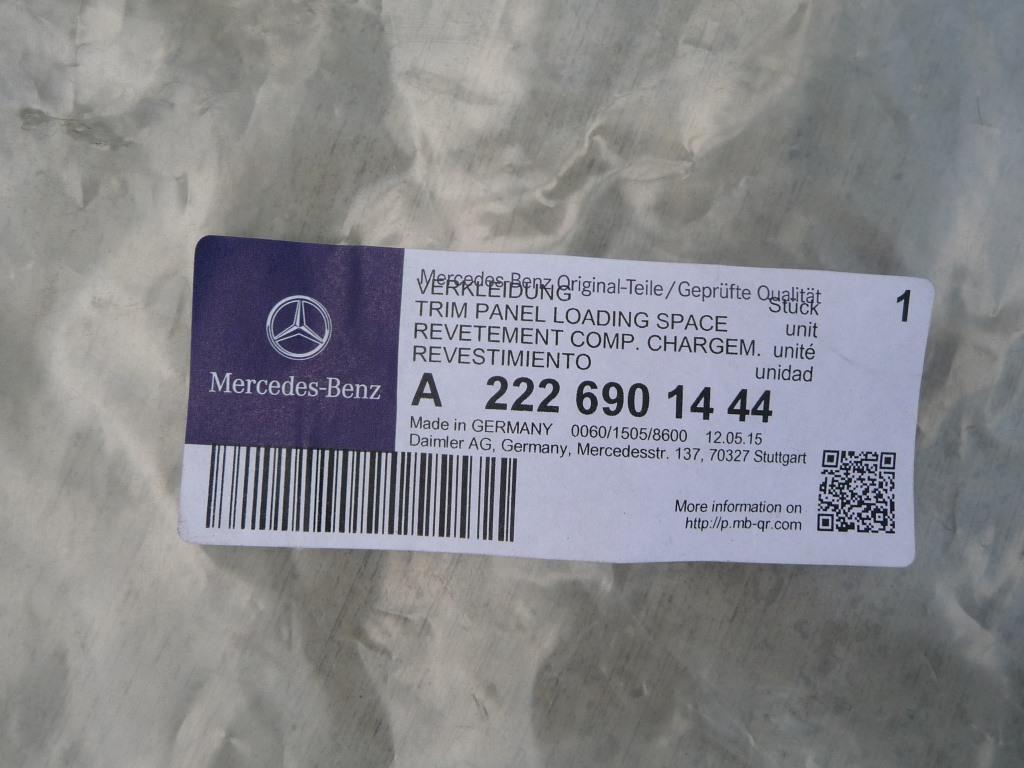 Mercedes-Benz
Mercedes-Benz Original-Teile / Geprüfte Qualität
VERKLEIDUNG Stück 1
TRIM PANEL LOADING SPACE unit
REVETEMENT COMP. CHARGEM. unité
REVESTIMIENTO unidad
A 222 690 14 44
Made in GERMANY 0060/1505/8600 12.05.15
Daimler AG, Germany, Mercedesstr. 137, 70327 Stuttgart
More information on
http://p.mb-qr.com